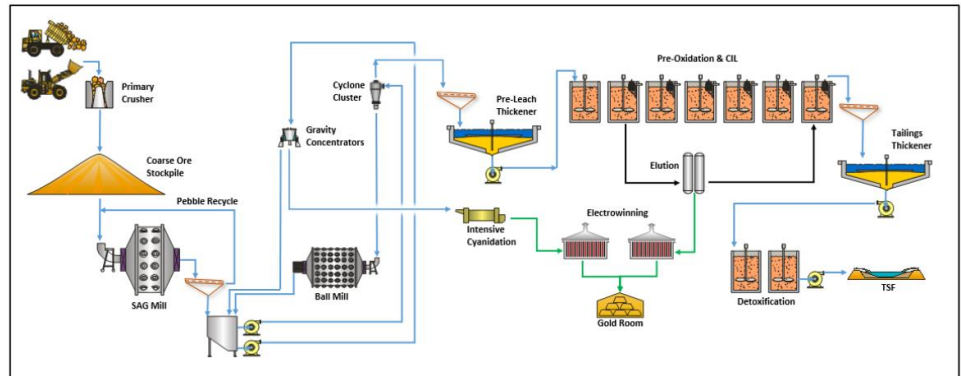 Primary
Crusher
Coarse Ore
Stockpile
Pebble Recycle
SAG Mill
Cyclone
Cluster
Gravity
Concentrators
Ball Mill
Pre-Leach
Thickener
Pre-Oxidation & CIL
Elution
Intensive
Cyanidation
Electrowinning
Gold Room
Tailings
Thickener
Detoxification
TSF